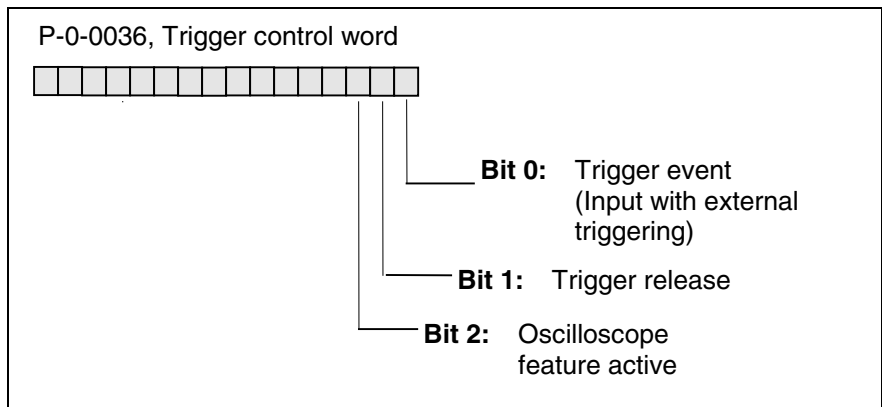 P-0-0036, Trigger control word
Bit 0: Trigger event
(Input with external
triggering)
Bit 1: Trigger release
Bit 2: Oscilloscope
feature active